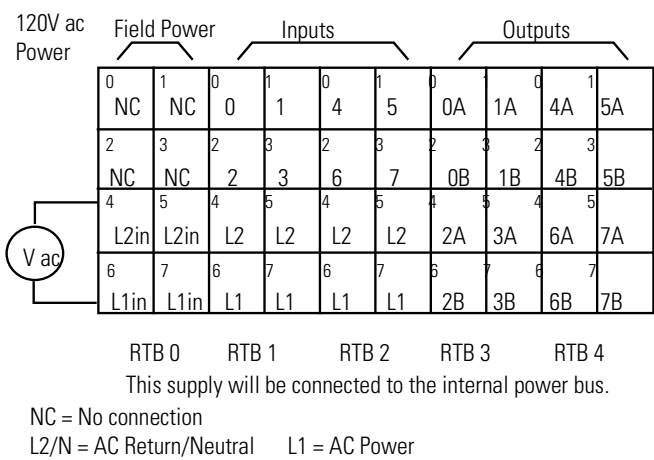 120V ac Power
Field Power
Inputs
Outputs
0 1 0 1 0 1 0 1 0 1
NC NC 0 1 4 5 0A 1A 4A 5A
2 3 2 3 2 3 2 3 2 3
NC NC 2 3 6 7 0B 1B 4B 5B
4 5 4 5 4 5 4 5 4 5
L2in L2in L2 L2 L2 L2 2A 3A 6A 7A
V ac
6 7 6 7 6 7 6 7 6 7
L1in L1in L1 L1 L1 L1 2B 3B 6B 7B
RTB 0 RTB 1 RTB 2 RTB 3 RTB 4
This supply will be connected to the internal power bus.
NC = No connection
L2/N = AC Return/Neutral L1 = AC Power